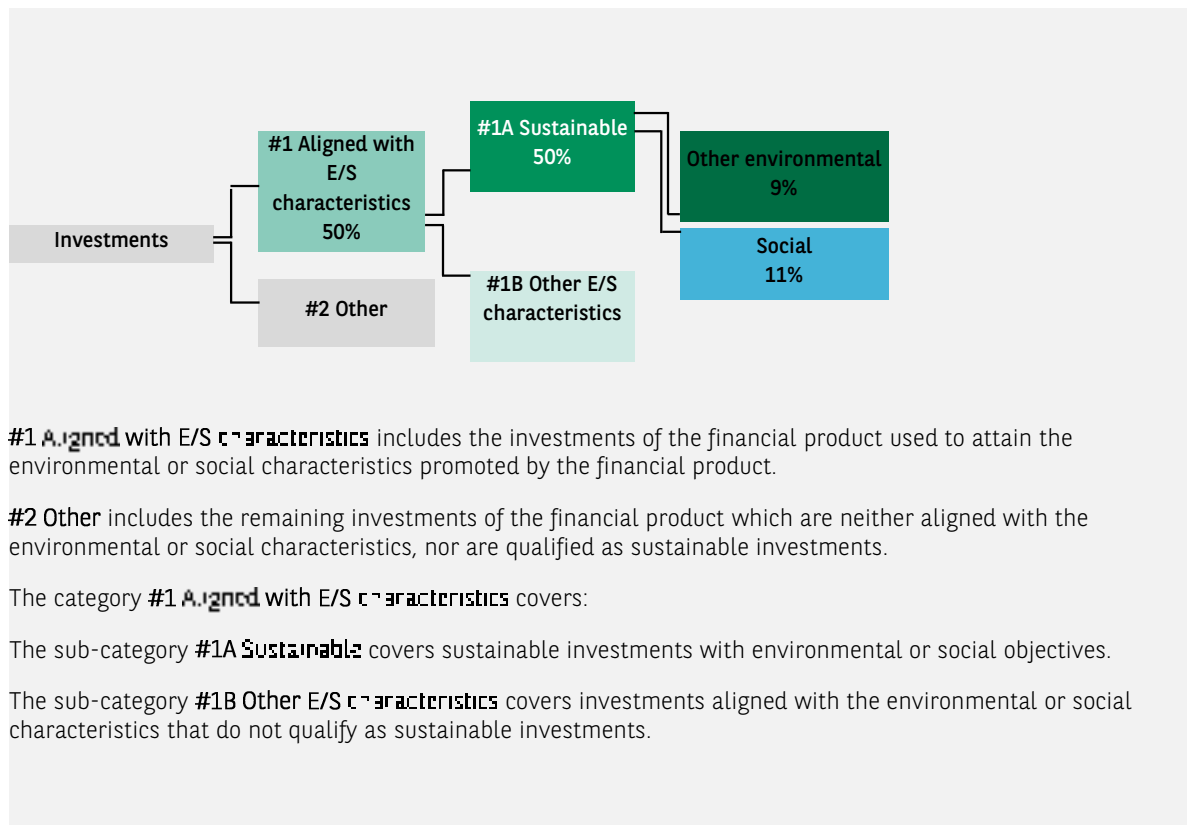 #1A Sustainable
50%
#1 Aligned with
E/S
characteristics
50%
Other environmental
9%
Investments
Social
11%
#1B Other E/S
characteristics
#2 Other
#1 Aligned with E/S characteristics includes the investments of the financial product used to attain the
environmental or social characteristics promoted by the financial product.
#2 Other includes the remaining investments of the financial product which are neither aligned with the
environmental or social characteristics, nor are qualified as sustainable investments.
The category #1 Aligned with E/S characteristics covers:
The sub-category #1A Sustainable covers sustainable investments with environmental or social objectives.
The sub-category #1B Other E/S characteristics covers investments aligned with the environmental or social
characteristics that do not qualify as sustainable investments.